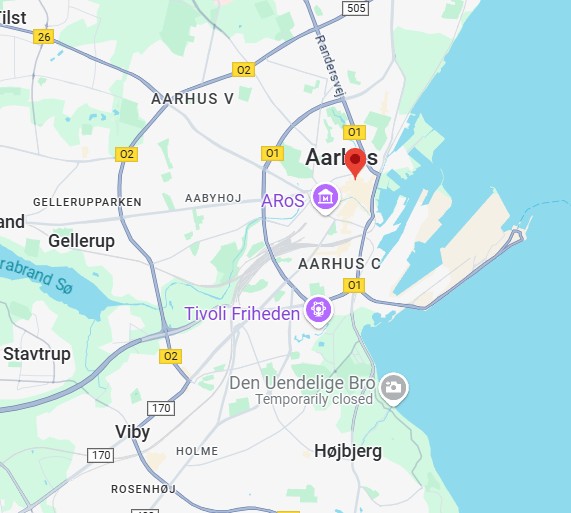 505
Tilst
26
Randersvej
O2
AARHUS V
O1
O2
O1
Aarhus
GELLERUPPARKEN
AABYHOJ
ARoS
Gellerup
AARHUS C
rabrand Sø
O1
Tivoli Friheden
Stavtrup
O2
Den Uendelige Bro
Temporarily closed
170
Viby
170
HOLME
Højbjerg
ROSENHØJ